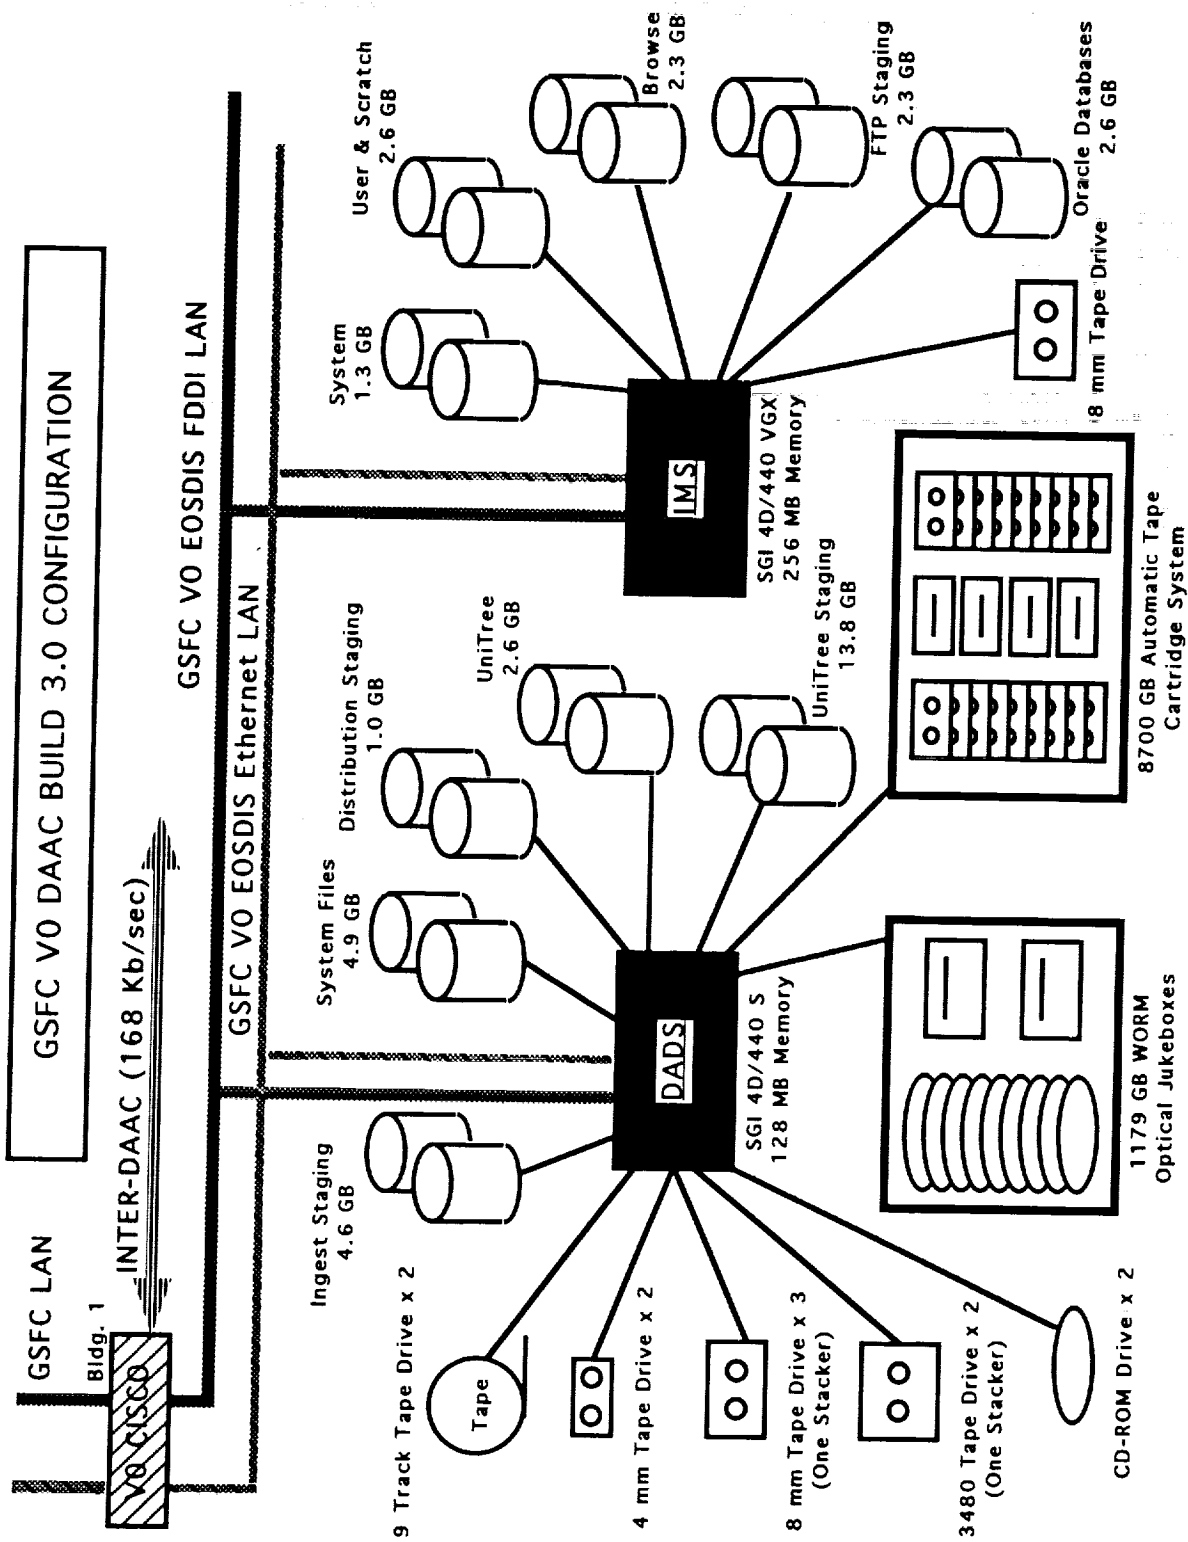 GSFC V0 DAAC BUILD 3.0 CONFIGURATION
GSFC LAN
Bldg. 1
V0 CISCO
INTER-DAAC (168 Kb/sec)
GSFC V0 EOSDIS FDDI LAN
GSFC V0 EOSDIS Ethernet LAN
Ingest Staging
4.6 GB
System Files
4.9 GB
Distribution Staging
1.0 GB
UniTree
2.6 GB
UniTree Staging
13.8 GB
System
1.3 GB
User & Scratch
2.6 GB
Browse
2.3 GB
FTP Staging
2.3 GB
Oracle Databases
2.6 GB
8 mm Tape Drive
IMS
SGI 4D/440 VGX
256 MB Memory
DADS
SGI 4D/440 S
128 MB Memory
9 Track Tape Drive x 2
Tape
4 mm Tape Drive x 2
8 mm Tape Drive x 3
(One Stacker)
3480 Tape Drive x 2
(One Stacker)
CD-ROM Drive x 2
1179 GB WORM
Optical Jukeboxes
8700 GB Automatic Tape
Cartridge System